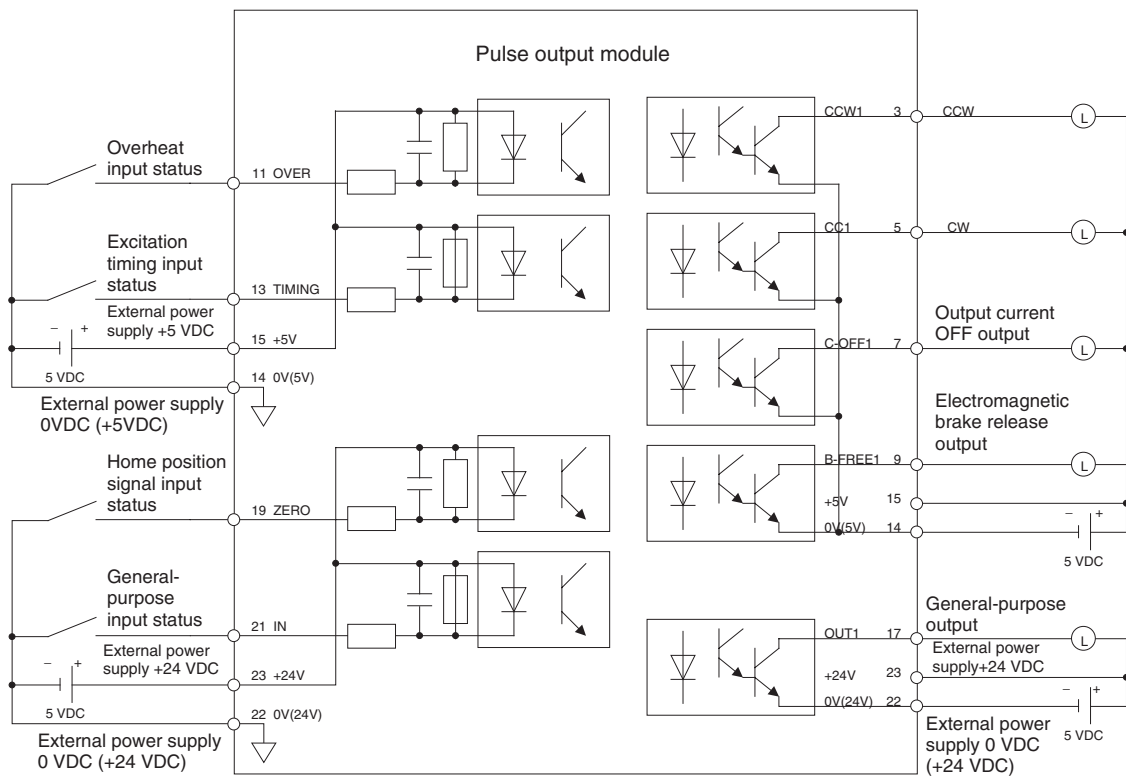 Pulse output module
Overheat
input status
11 OVER
Excitation
timing input
status
13 TIMING
External power
supply +5 VDC
− +
15 +5V
5 VDC
14 0V(5V)
External power supply
0VDC (+5VDC)
Home position
signal input
status
19 ZERO
General-
purpose
input status
21 IN
External power
supply +24 VDC
− +
23 +24V
5 VDC
22 0V(24V)
External power supply
0 VDC (+24 VDC)
CCW1 3 CCW
L
CC1 5 CW
L
Output current
OFF output
C-OFF1 7
L
Electromagnetic
brake release
output
B-FREE1 9
L
+5V 15
0V(5V) 14
− +
5 VDC
General-purpose
output
OUT1 17
L
External power
supply+24 VDC
+24V 23
0V(24V) 22
− +
5 VDC
External power
supply 0 VDC
(+24 VDC)